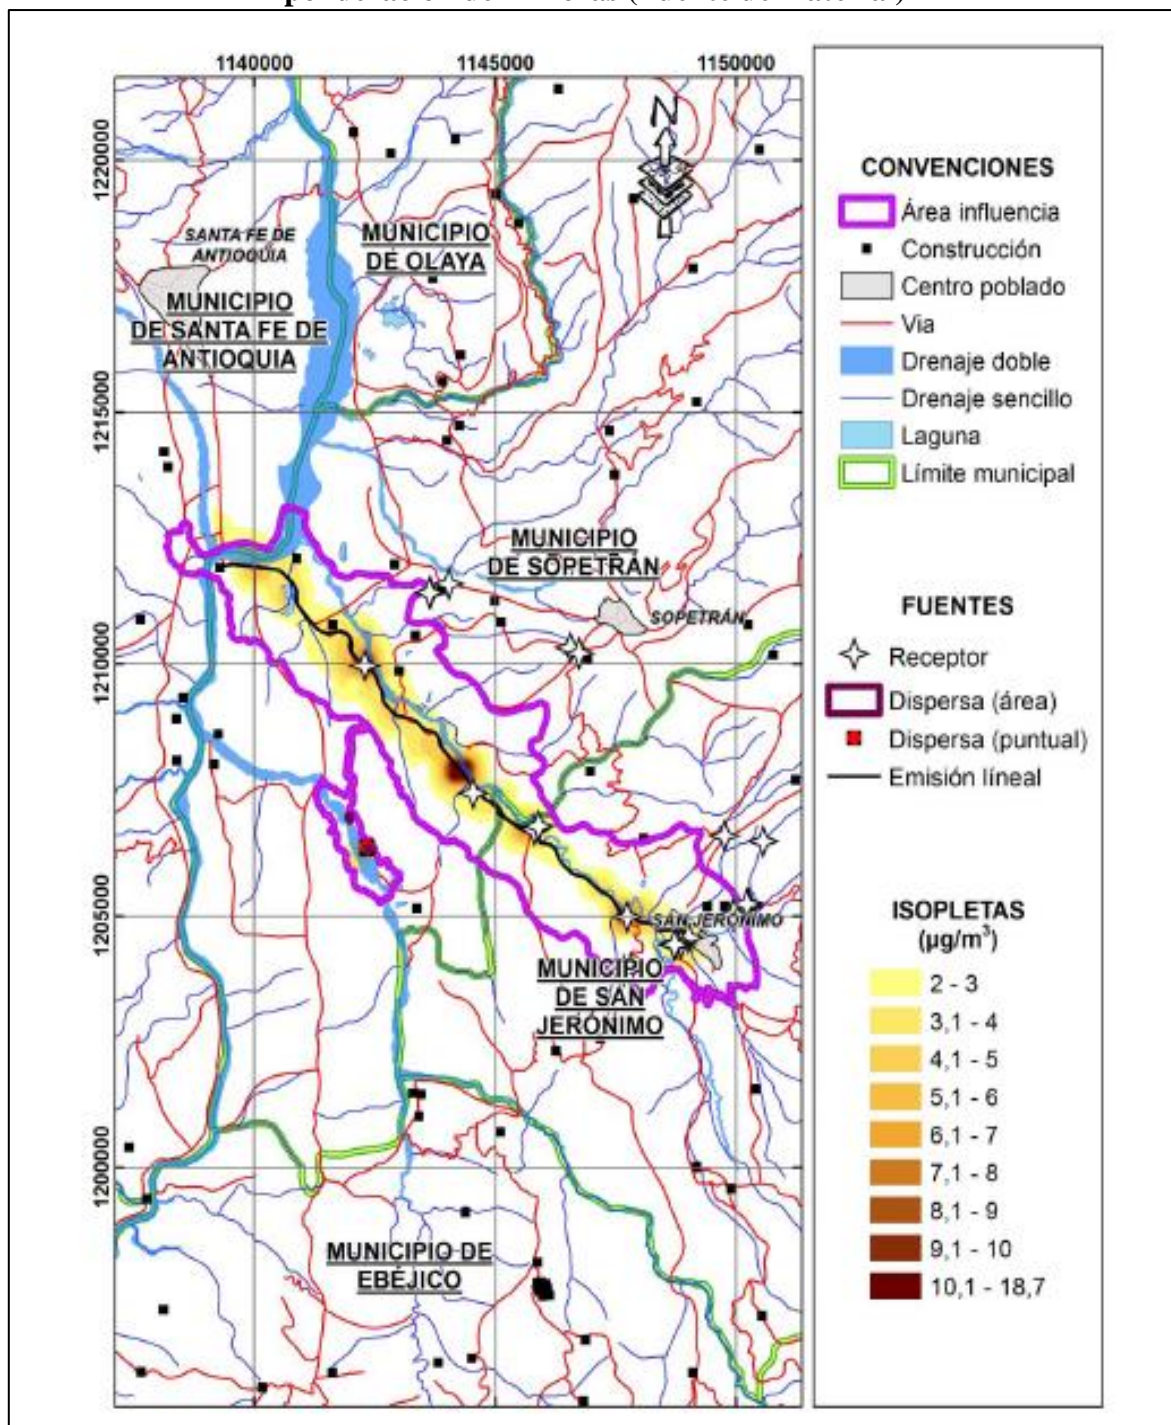 1140000
1145000
1150000
1220000
1215000
1210000
1205000
1200000
N
SANTA FE DE
ANTIOQUIA
MUNICIPIO
DE OLAYA
MUNICIPIO
DE SANTA FE DE
ANTIOQUIA
MUNICIPIO
DE SOPETRÁN
SOPETRÁN
SAN JERÓNIMO
MUNICIPIO
DE SAN
JERÓNIMO
MUNICIPIO DE
EBÉJICO
CONVENCIONES
Área influencia
Construcción
Centro poblado
Via
Drenaje doble
Drenaje sencillo
Laguna
Límite municipal
FUENTES
Receptor
Dispersa (área)
Dispersa (puntual)
Emisión líneal
ISOPLETAS
(µg/m³)
2 - 3
3,1 - 4
4,1 - 5
5,1 - 6
6,1 - 7
7,1 - 8
8,1 - 9
9,1 - 10
10,1 - 18,7